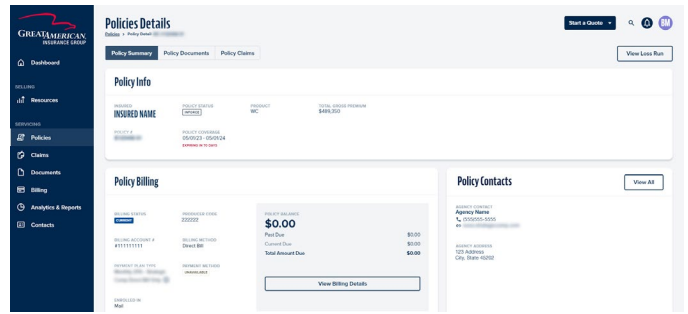 GREATAMERICAN
INSURANCE GROUP
Dashboard
SELLING
Resources
SERVICING
Policies
Claims
Documents
Billing
Analytics & Reports
Contacts
Policies Details
Start a Quote
BM
Policies > Policy Detail
Policy Summary
Policy Documents
Policy Claims
View Loss Run
Policy Info
INSURED
POLICY STATUS
PRODUCT
TOTAL GROSS PREMIUM
INSURED NAME
INFORCE
WC
$489,350
POLICY #
POLICY COVERAGE
05/01/23 - 05/01/24
EXPIRING IN 75 DAYS
Policy Billing
BILLING STATUS
PRODUCER CODE
CURRENT
222222
BILLING ACCOUNT #
BILLING METHOD
#111111111
Direct Bill
PAYMENT PLAN TYPE
PAYMENT METHOD
UNAVAILABLE
ENROLLED IN
Mail
POLICY BALANCE
$0.00
Past Due $0.00
Current Due $0.00
Total Amount Due $0.00
View Billing Details
Policy Contacts
View All
AGENCY CONTACT
Agency Name
(555)555-5555
AGENCY ADDRESS
123 Address
City, State 45202